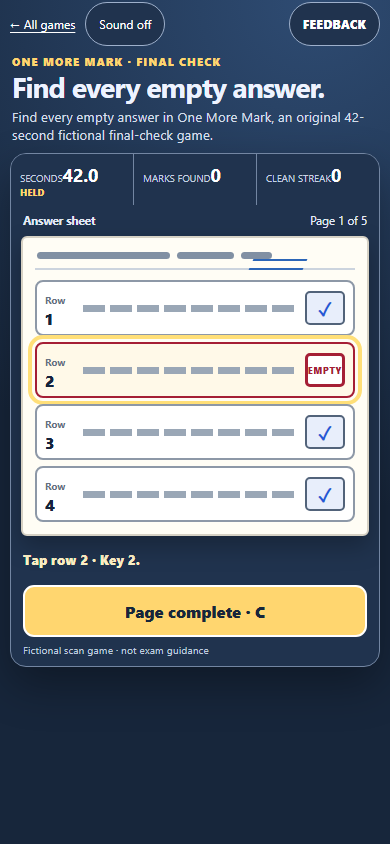 ← All games
Sound off
FEEDBACK
ONE MORE MARK · FINAL CHECK
Find every empty answer.
Find every empty answer in One More Mark, an original 42-
second fictional final-check game.
SECONDS 42.0
HELD
MARKS FOUND 0
CLEAN STREAK 0
Answer sheet
Page 1 of 5
Row
1
✓
Row
2
EMPTY
Row
3
✓
Row
4
✓
Tap row 2 · Key 2.
Page complete · C
Fictional scan game · not exam guidance